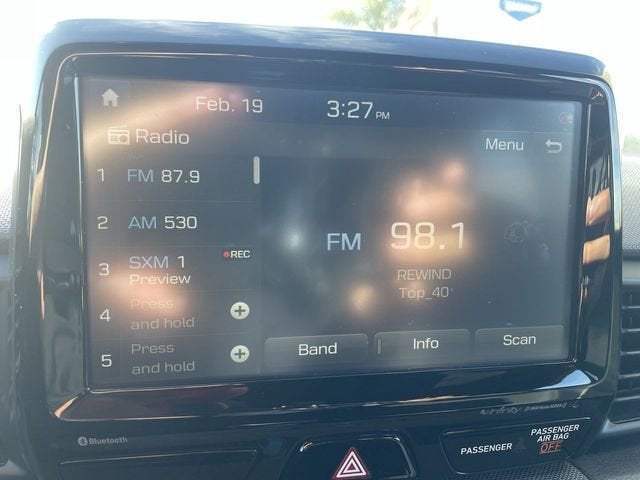 Feb. 19 3:27 PM
Radio
Menu
1 FM 87.9
2 AM 530
3 SXM 1 REC
Preview
4 Press
and hold
5 Press
and hold
FM 98.1
REWIND
Top_40
Band Info Scan
Bluetooth
PASSENGER
PASSENGER
AIR BAG
OFF